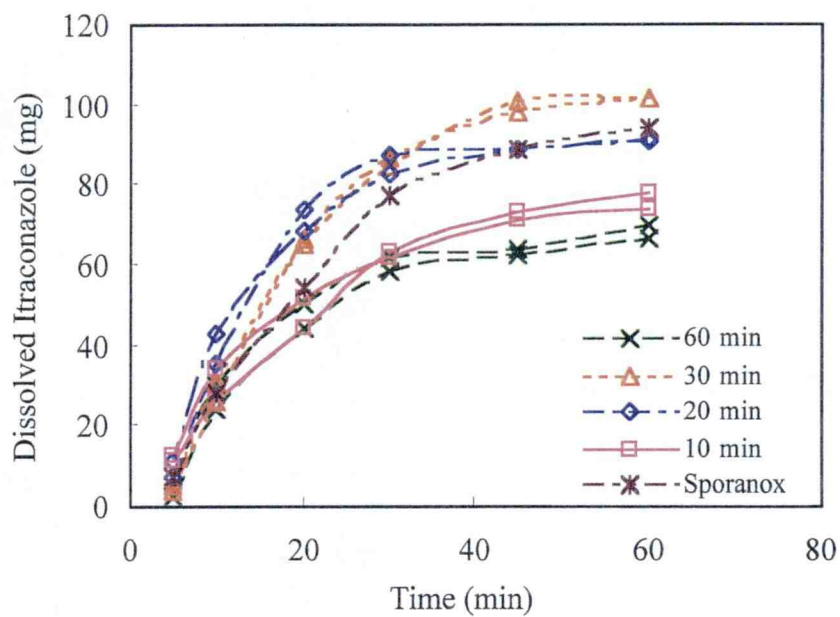 120
100
80
60
40
20
0
Dissolved Itraconazole (mg)
0 20 40 60 80
Time (min)
60 min
30 min
20 min
10 min
Sporanox